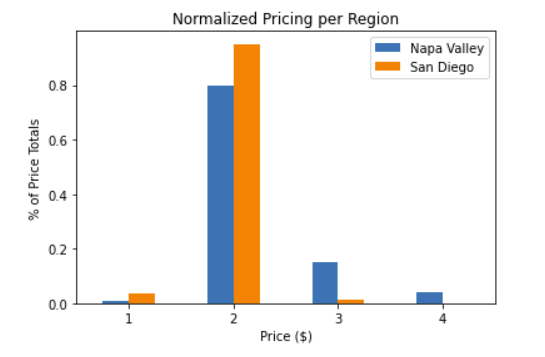 Normalized Pricing per Region
Napa Valley
San Diego
% of Price Totals
0.8
0.6
0.4
0.2
0.0
1 2 3 4
Price ($)